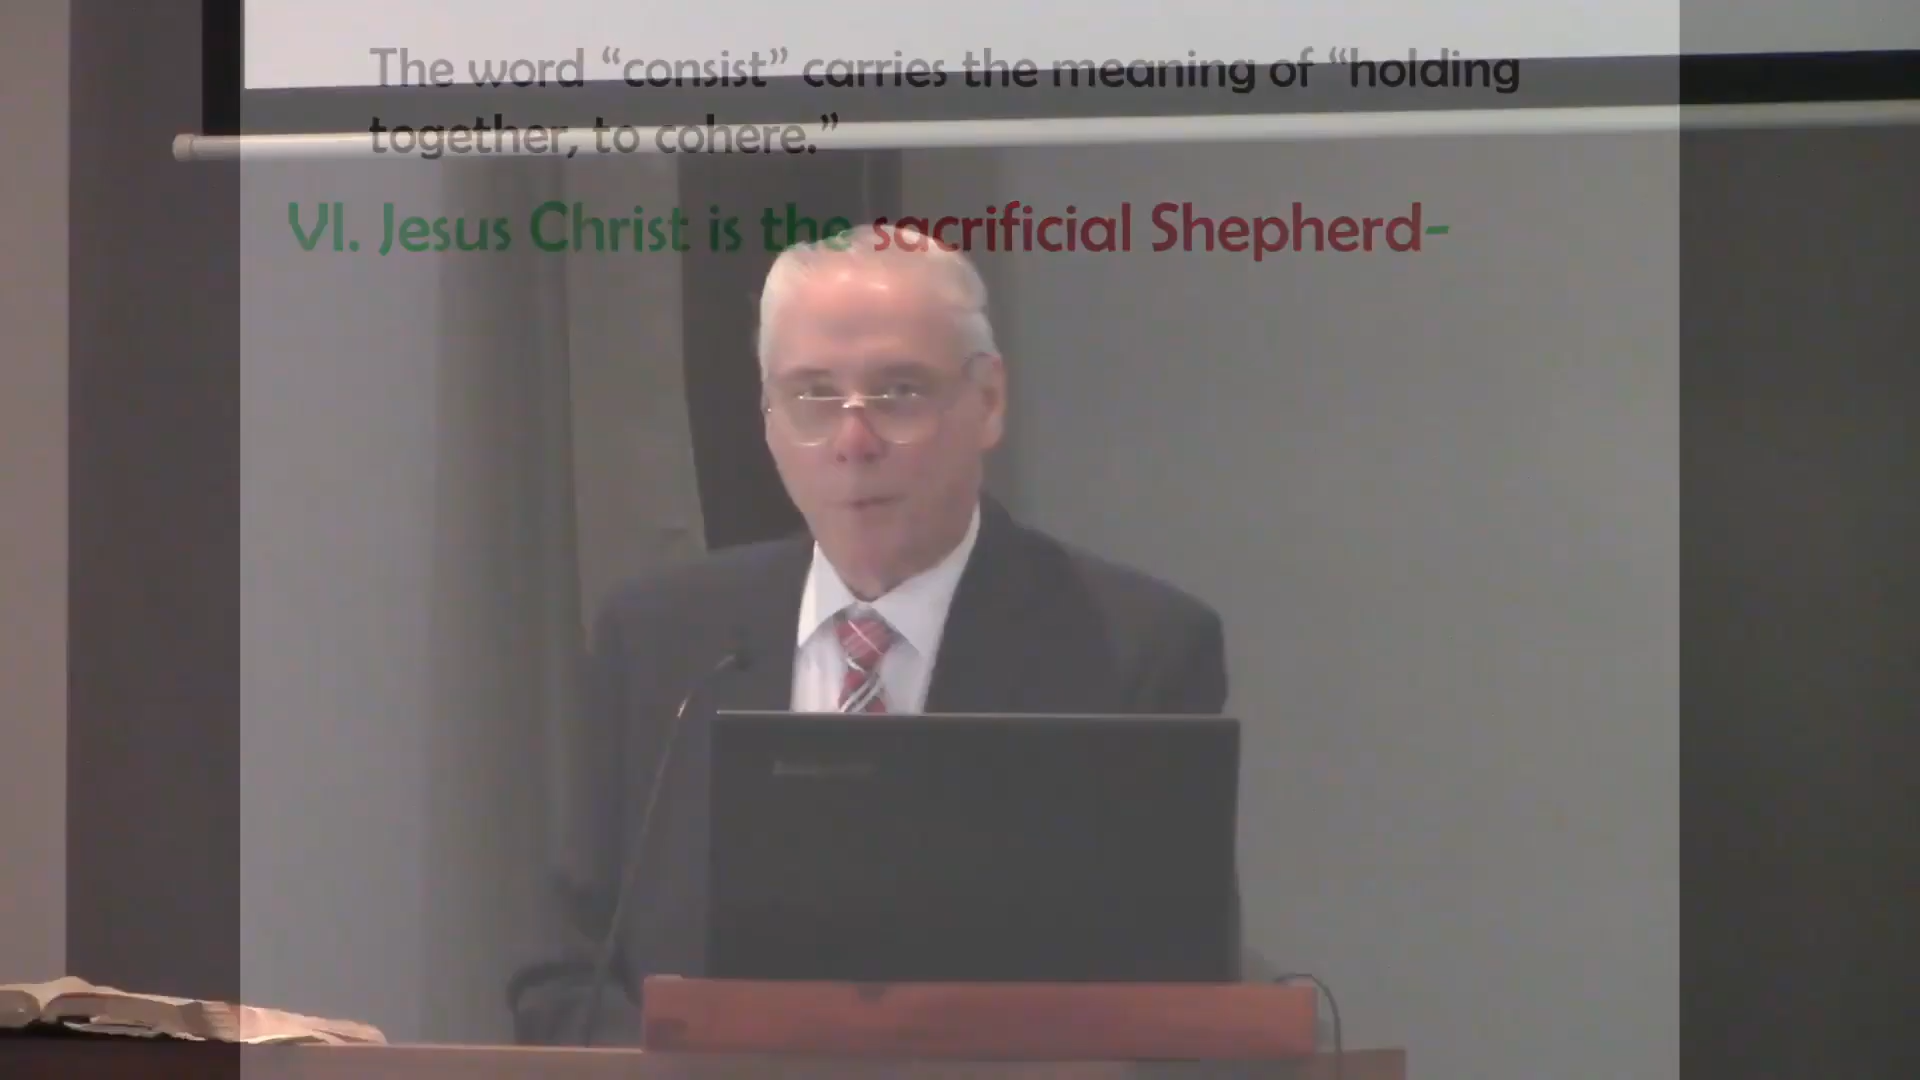 The word “consist” carries the meaning of “holding
together, to cohere.”
VI. Jesus Christ is the sacrificial Shepherd-